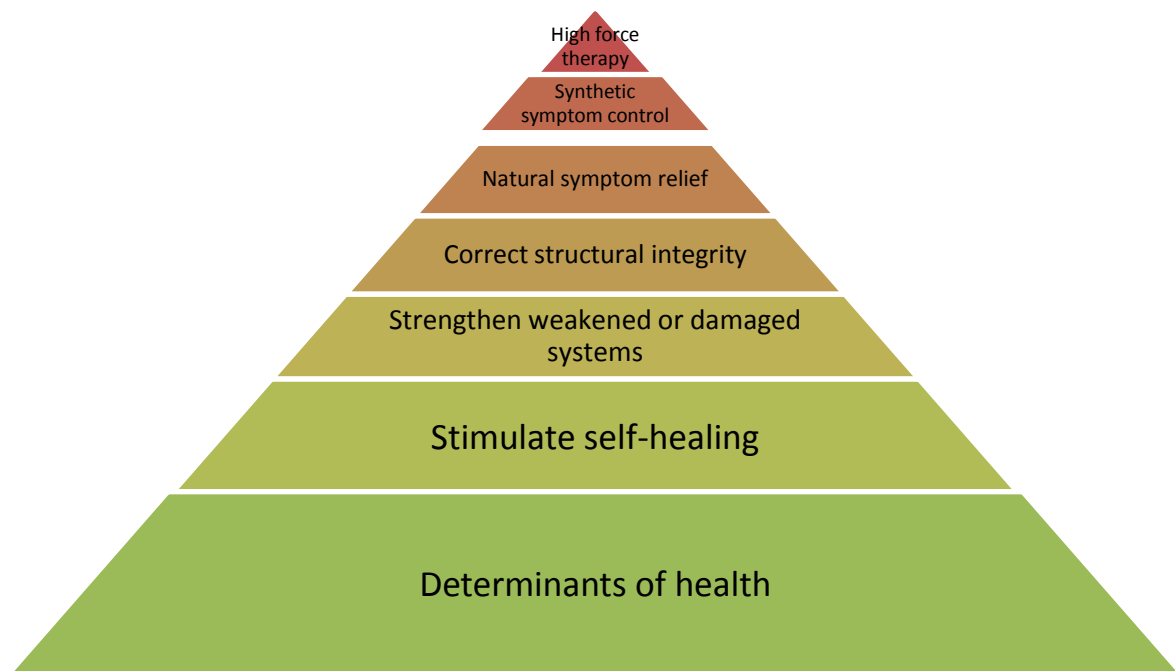 High force
therapy
Synthetic
symptom control
Natural symptom relief
Correct structural integrity
Strengthen weakened or damaged
systems
Stimulate self-healing
Determinants of health